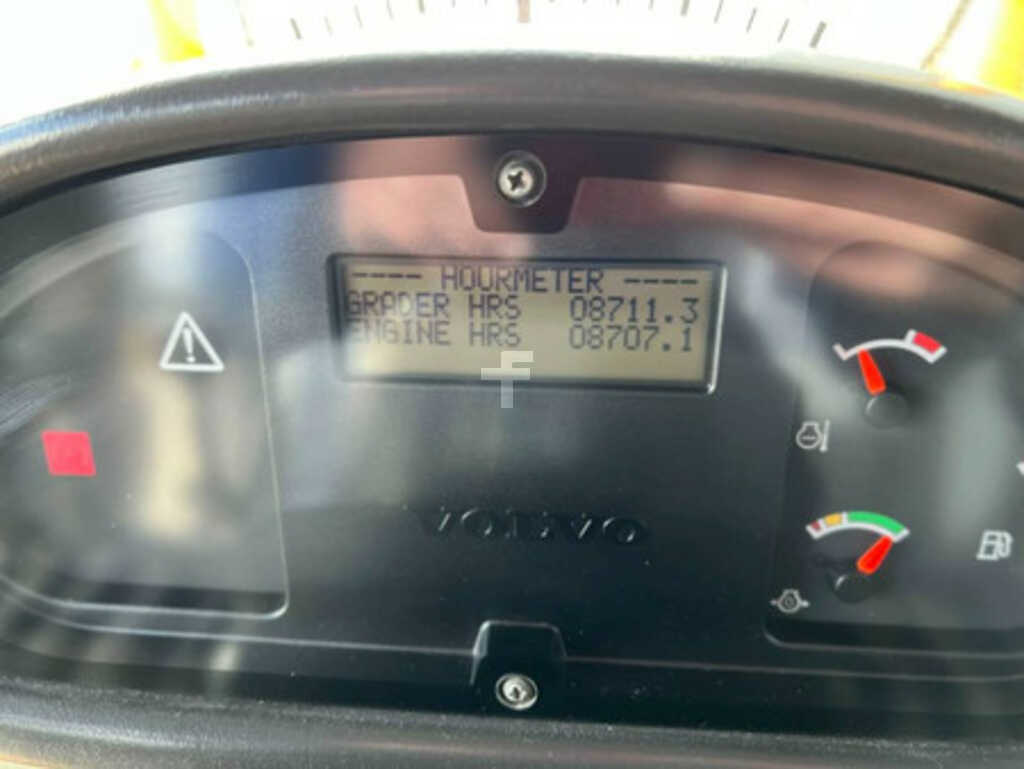 ---- HOURMETER ----
GRADER HRS 08711.3
ENGINE HRS 08707.1
VOLVO